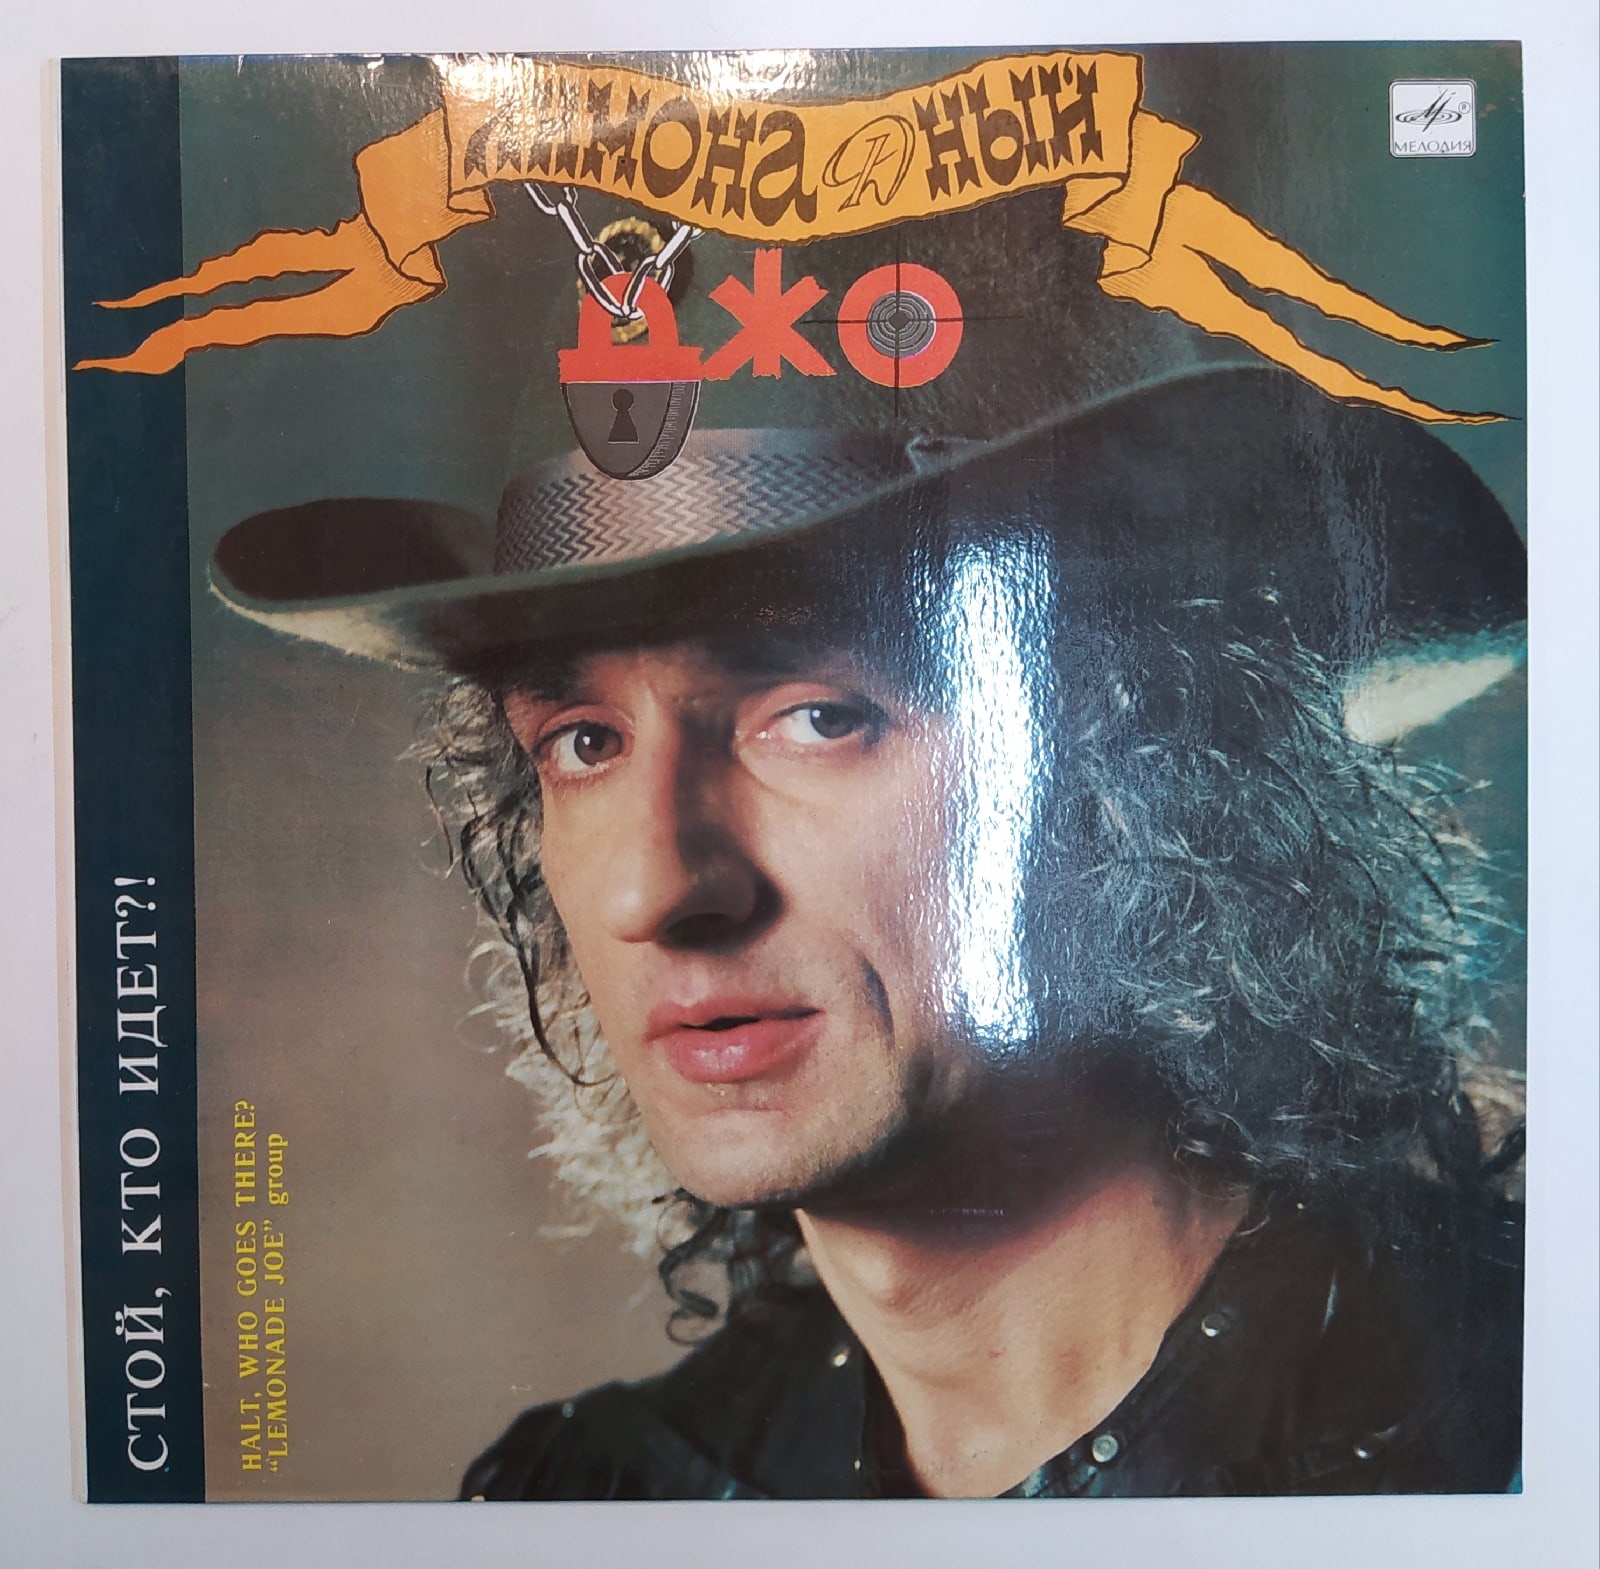 Лимонадный
ДЖО
МЕЛОДИЯ
СТОЙ, КТО ИДЕТ?!
HALT, WHO GOES THERE?
“LEMONADE JOE” group